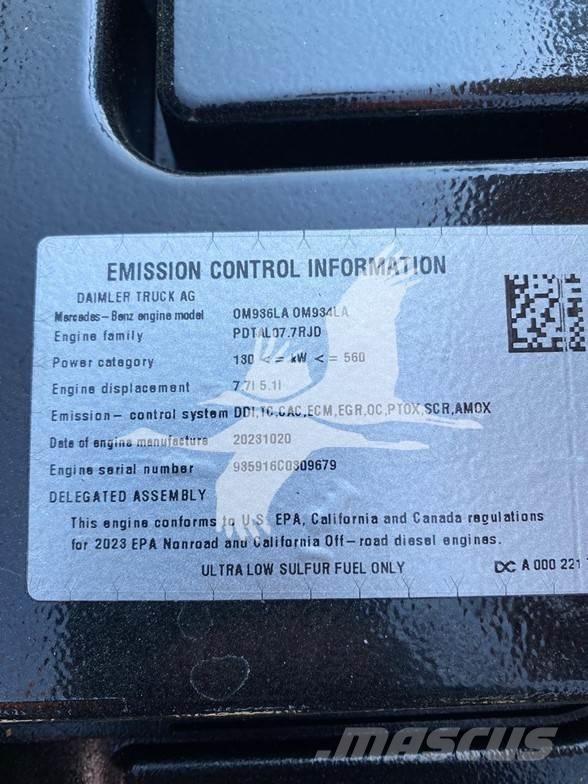 EMISSION CONTROL INFORMATION
DAIMLER TRUCK AG
Mercedes-Benz engine model OM936LA OM934LA
Engine family PDTAL07.7RJD
Power category 130 <= kW <= 560
Engine displacement 7.7l 5.1l
Emission- control system DDI,TC,CAC,ECM,EGR,OC,PTOX,SCR,AMOX
Date of engine manufacture 20231020
Engine serial number 935916C0309679
DELEGATED ASSEMBLY
This engine conforms to U.S. EPA, California and Canada regulations
for 2023 EPA Nonroad and California Off-road diesel engines.
ULTRA LOW SULFUR FUEL ONLY
DC A 000 221
MASCUS